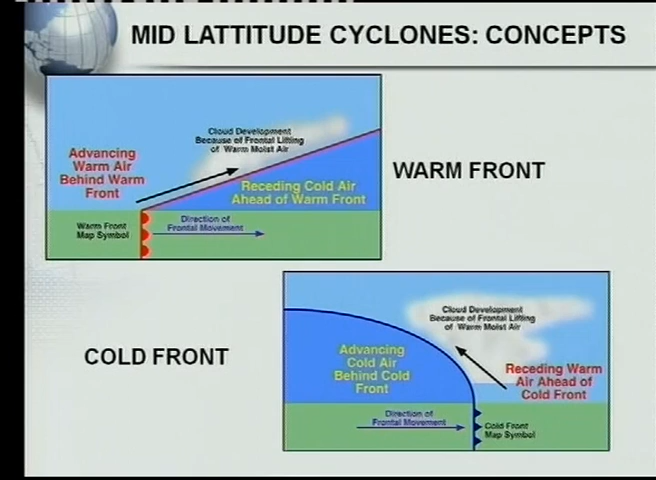 MID LATTITUDE CYCLONES: CONCEPTS
Cloud Development
Because of Frontal Lifting
of Warm Moist Air
Advancing
Warm Air
Behind Warm
Front
Receding Cold Air
Ahead of Warm Front
Warm Front
Map Symbol
Direction of
Frontal Movement
WARM FRONT
COLD FRONT
Cloud Development
Because of Frontal Lifting
of Warm Moist Air
Advancing
Cold Air
Behind Cold
Front
Receding Warm
Air Ahead of
Cold Front
Direction of
Frontal Movement
Cold Front
Map Symbol